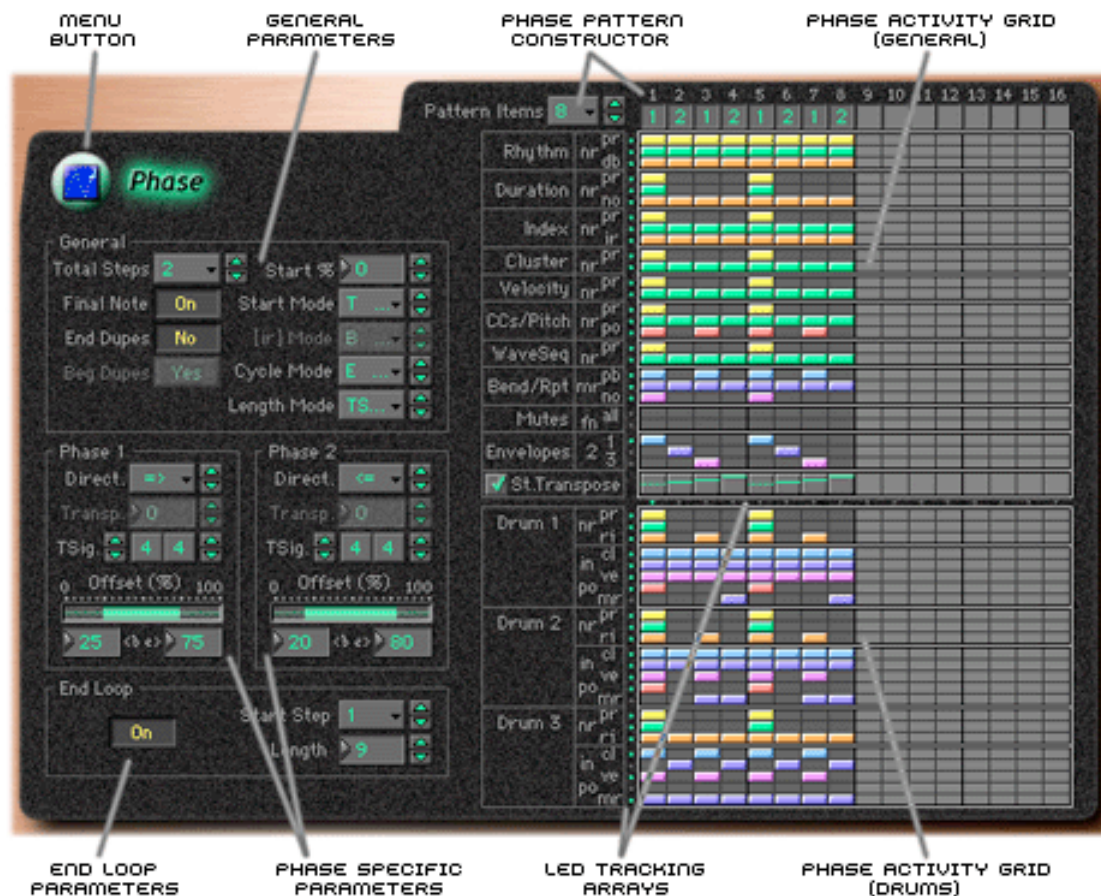 MENU BUTTON
GENERAL PARAMETERS
PHASE PATTERN CONSTRUCTOR
PHASE ACTIVITY GRID (GENERAL)
Pattern Items 8
1 2 3 4 5 6 7 8 9 10 11 12 13 14 15 16
1 2 1 2 1 2 1 2
Phase
General
Total Steps 2
Start % 0
Final Note On
Start Mode T ...
End Dupes No
[ir] Mode B ...
Beg Dupes Yes
Cycle Mode E ...
Length Mode TS...
Phase 1
Direct. =>
Transp. 0
TSig. 4 4
0 Offset (%) 100
25 <b e> 75
Phase 2
Direct. <=
Transp. 0
TSig. 4 4
0 Offset (%) 100
20 <b e> 80
End Loop
On
Start Step 1
Length 9
Rhythm nr pr db
Duration nr pr no
Index nr pr ir
Cluster nr pr
Velocity nr pr
CCs/Pitch nr pr po
WaveSeq nr pr
Bend/Rpt mr pb no
Mutes fn all
Envelopes 2 1 3
St.Transpose
Drum 1 nr pr ri
in cl
po ve
mr
Drum 2 nr pr ri
in cl
po ve
mr
Drum 3 nr pr ri
in cl
po ve
mr
END LOOP PARAMETERS
PHASE SPECIFIC PARAMETERS
LED TRACKING ARRAYS
PHASE ACTIVITY GRID (DRUMS)